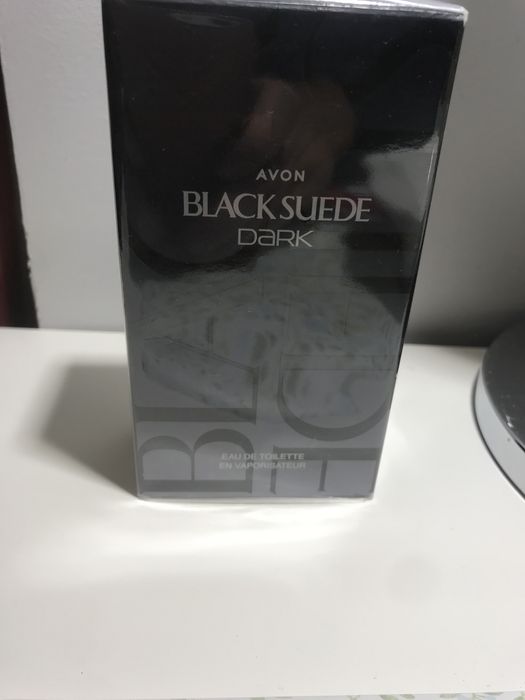 AVON
BLACK SUEDE
DARK
EAU DE TOILETTE
EN VAPORISATEUR